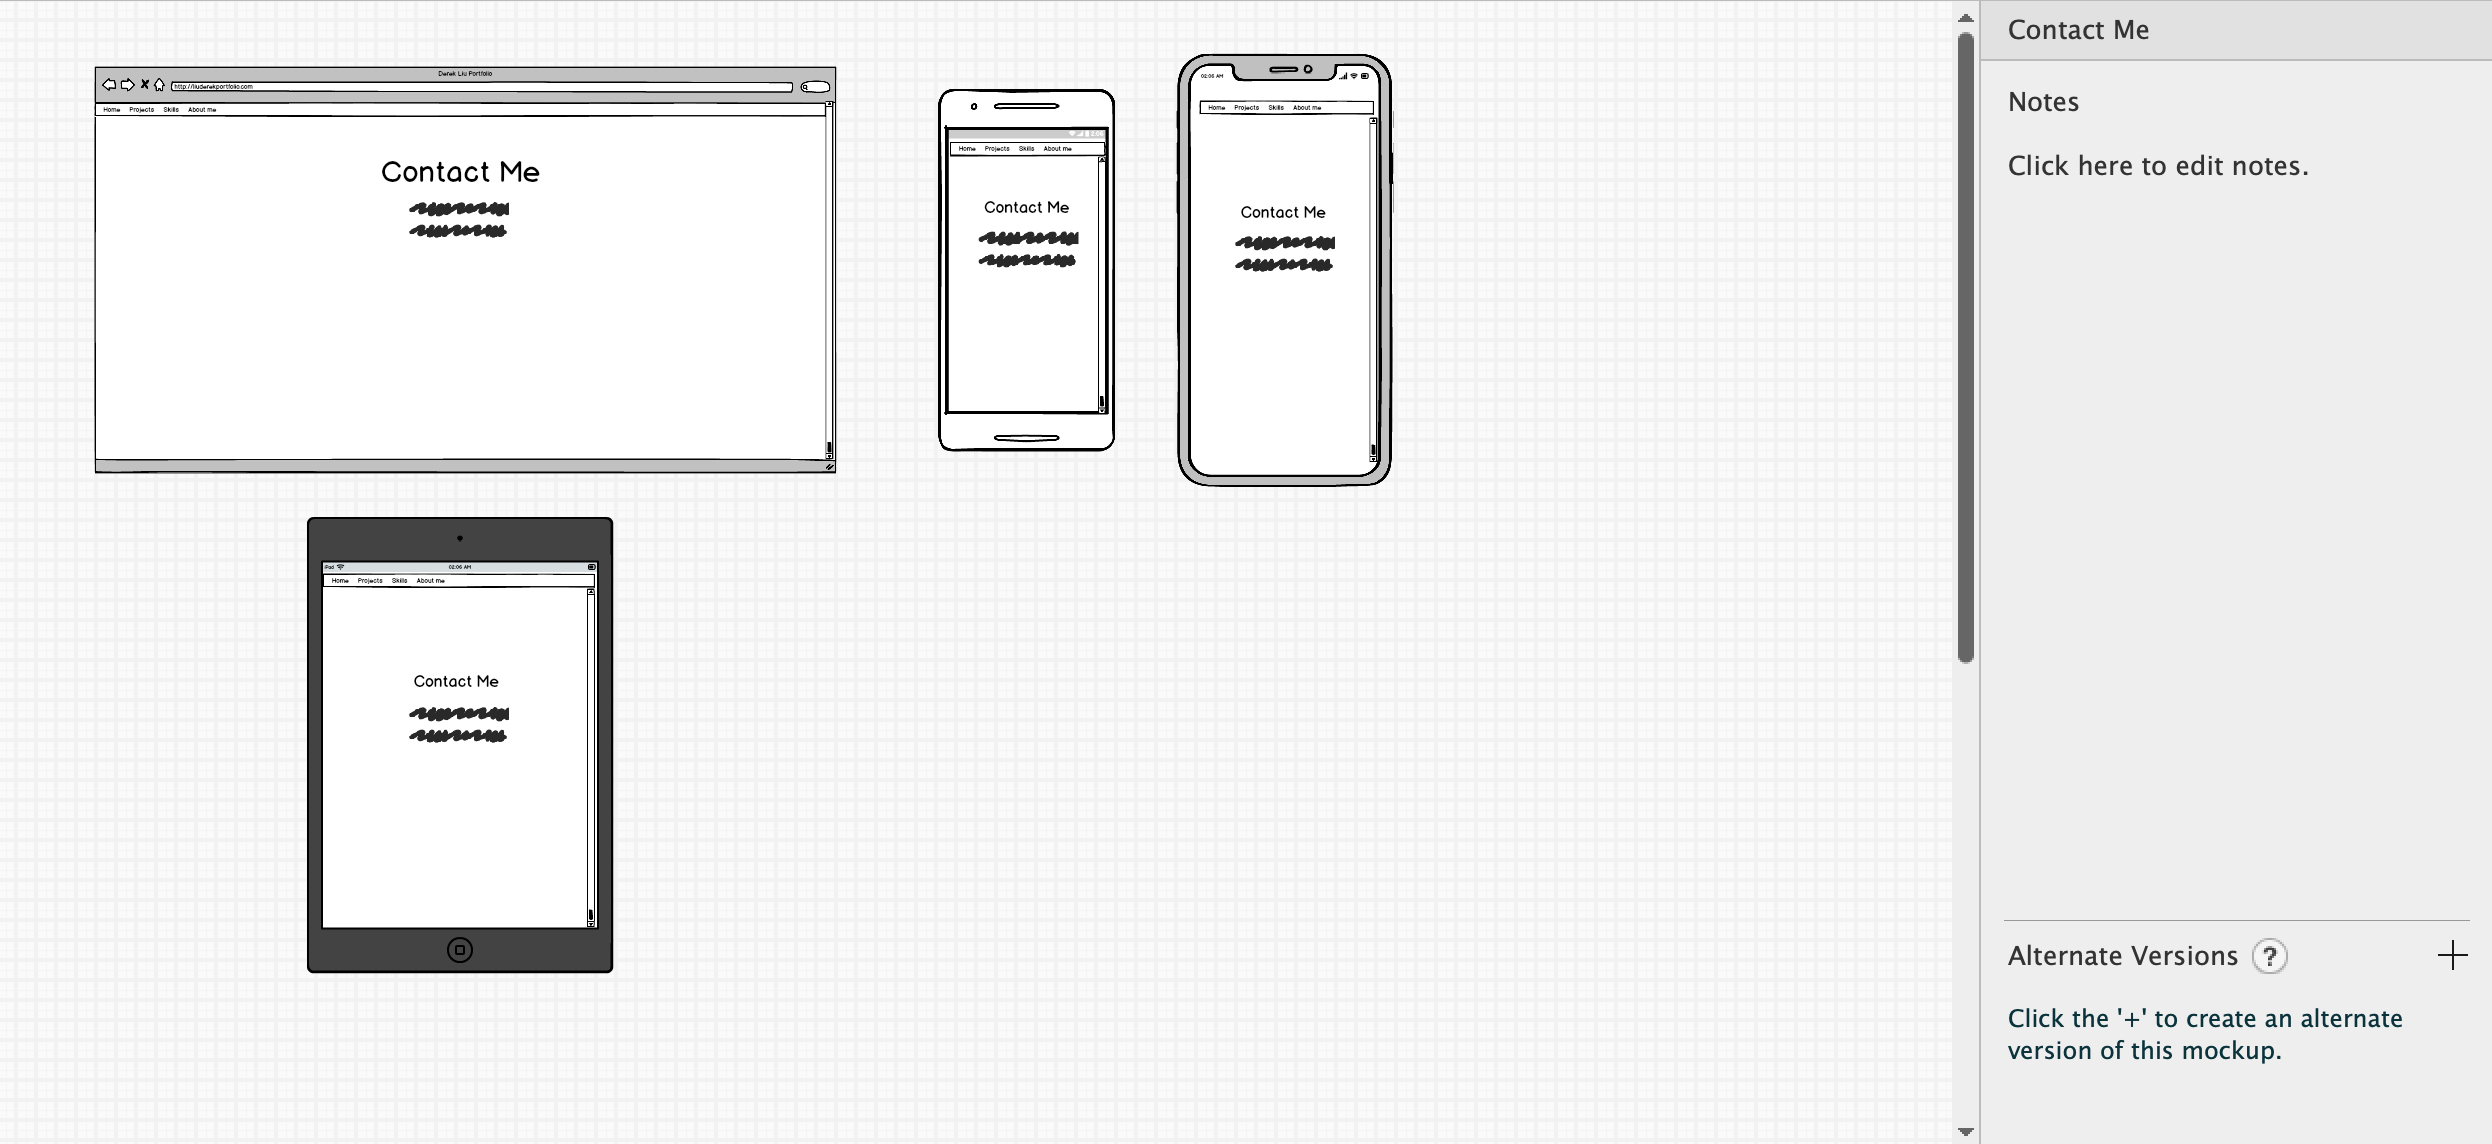 Derek Liu Portfolio
http://liuderekportfolio.com
Home Projects Skills About me
Contact Me
Home Projects Skills About me
Contact Me
02:06 AM
Home Projects Skills About me
Contact Me
iPad 02:06 AM
Home Projects Skills About me
Contact Me
Contact Me
Notes
Click here to edit notes.
Alternate Versions ?
Click the '+' to create an alternate
version of this mockup.